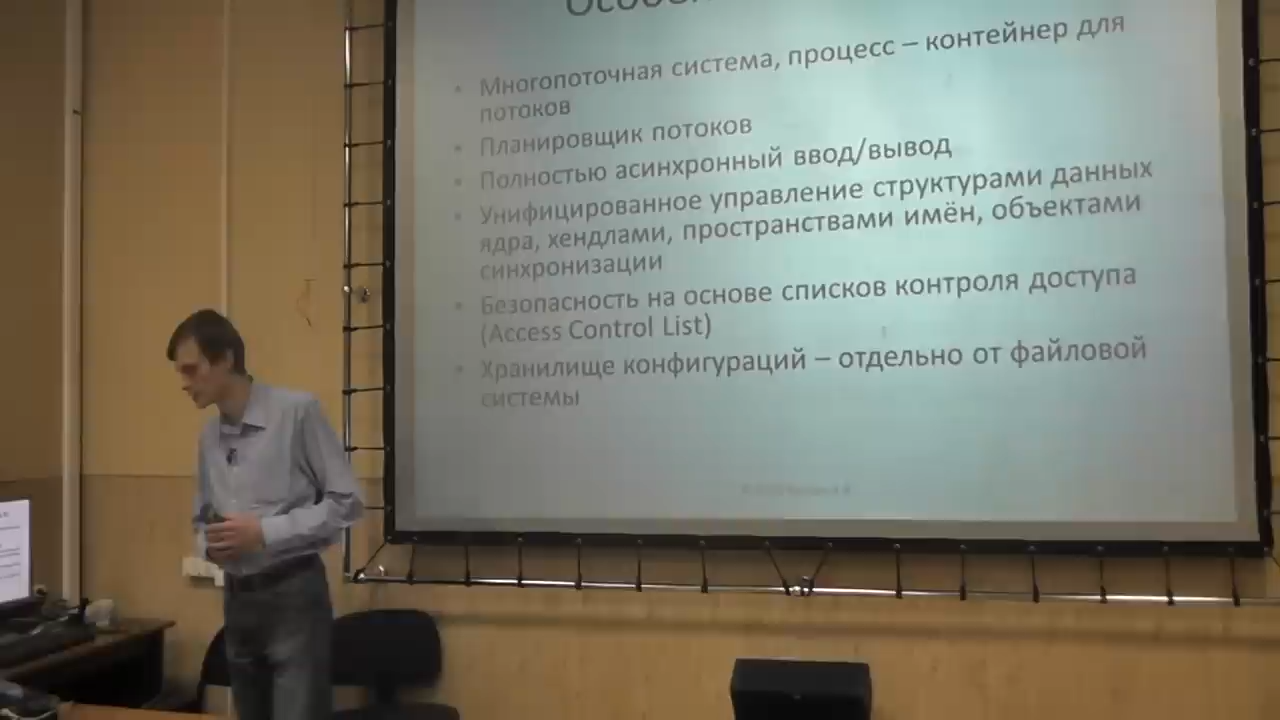 • Многопоточная система, процесс – контейнер для
потоков
• Планировщик потоков
• Полностью асинхронный ввод/вывод
• Унифицированное управление структурами данных
ядра, хендлами, пространствами имён, объектами
синхронизации
• Безопасность на основе списков контроля доступа
(Access Control List)
• Хранилище конфигураций – отдельно от файловой
системы